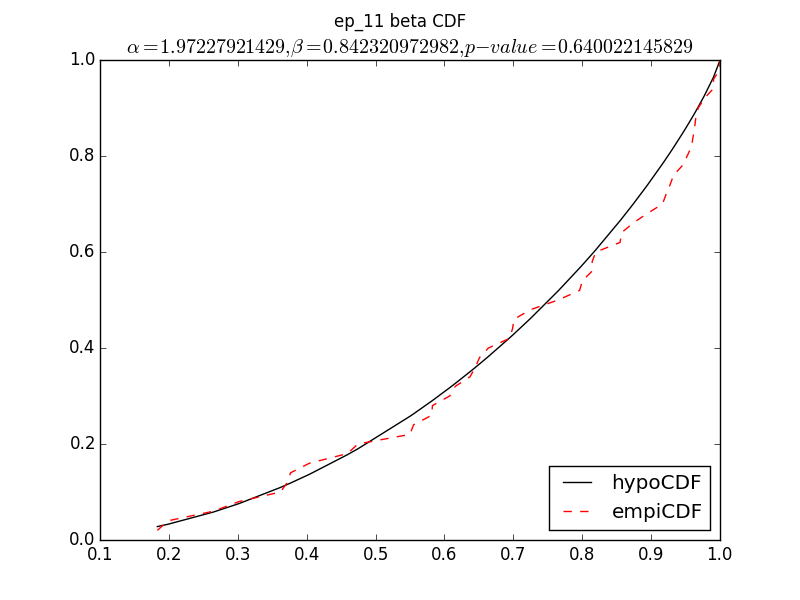 ep_11 beta CDF
α=1.97227921429,β=0.842320972982,p−value=0.640022145829
1.0
0.8
0.6
0.4
0.2
0.0
hypoCDF
empiCDF
0.1 0.2 0.3 0.4 0.5 0.6 0.7 0.8 0.9 1.0